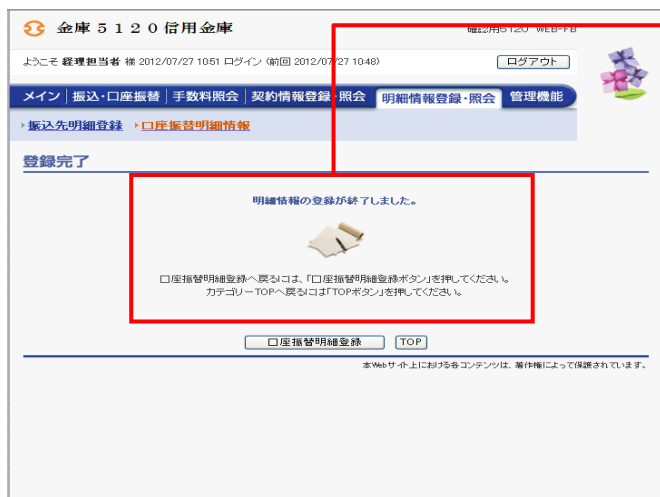 金庫5120信用金庫
確認用5120 WEB-FB
ようこそ 経理担当者 様 2012/07/27 1051 ログイン (前回 2012/07/27 1048)
ログアウト
メイン 振込・口座振替 手数料照会 契約情報登録・照会 明細情報登録・照会 管理機能
振込先明細登録 口座振替明細情報
登録完了
明細情報の登録が終了しました。
口座振替明細登録へ戻るには、「口座振替明細登録ボタン」を押してください。
カテゴリーTOPへ戻るには「TOPボタン」を押してください。
口座振替明細登録 TOP
本Webサイト上における各コンテンツは、著作権によって保護されています。